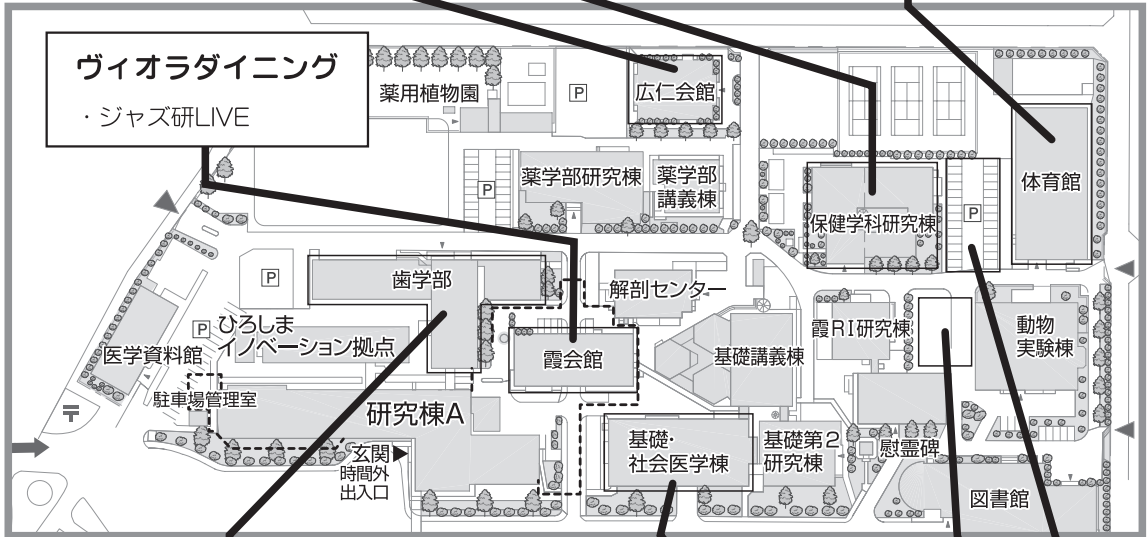 ヴィオラダイニング
・ジャズ研LIVE
薬用植物園
P
広仁会館
薬学部研究棟
薬学部
講義棟
P
保健学科研究棟
P
体育館
歯学部
P
解剖センター
P
ひろしま
イノベーション拠点
医学資料館
駐車場管理室
霞会館
基礎講義棟
霞RI研究棟
動物
実験棟
研究棟A
玄関
時間外
出入口
基礎・
社会医学棟
基礎第2
研究棟
慰霊碑
図書館
〒